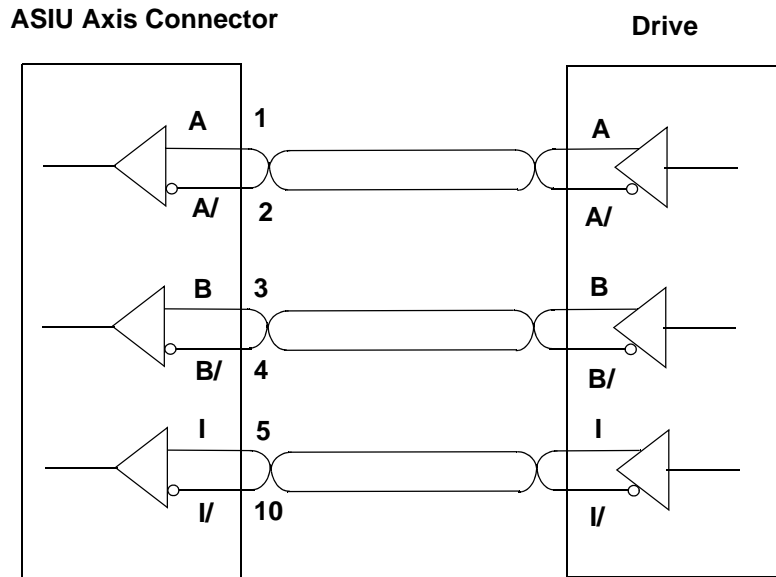 ASIU Axis Connector
Drive
A 1 A
A/ 2 A/
B 3 B
B/ 4 B/
I 5 I
I/ 10 I/